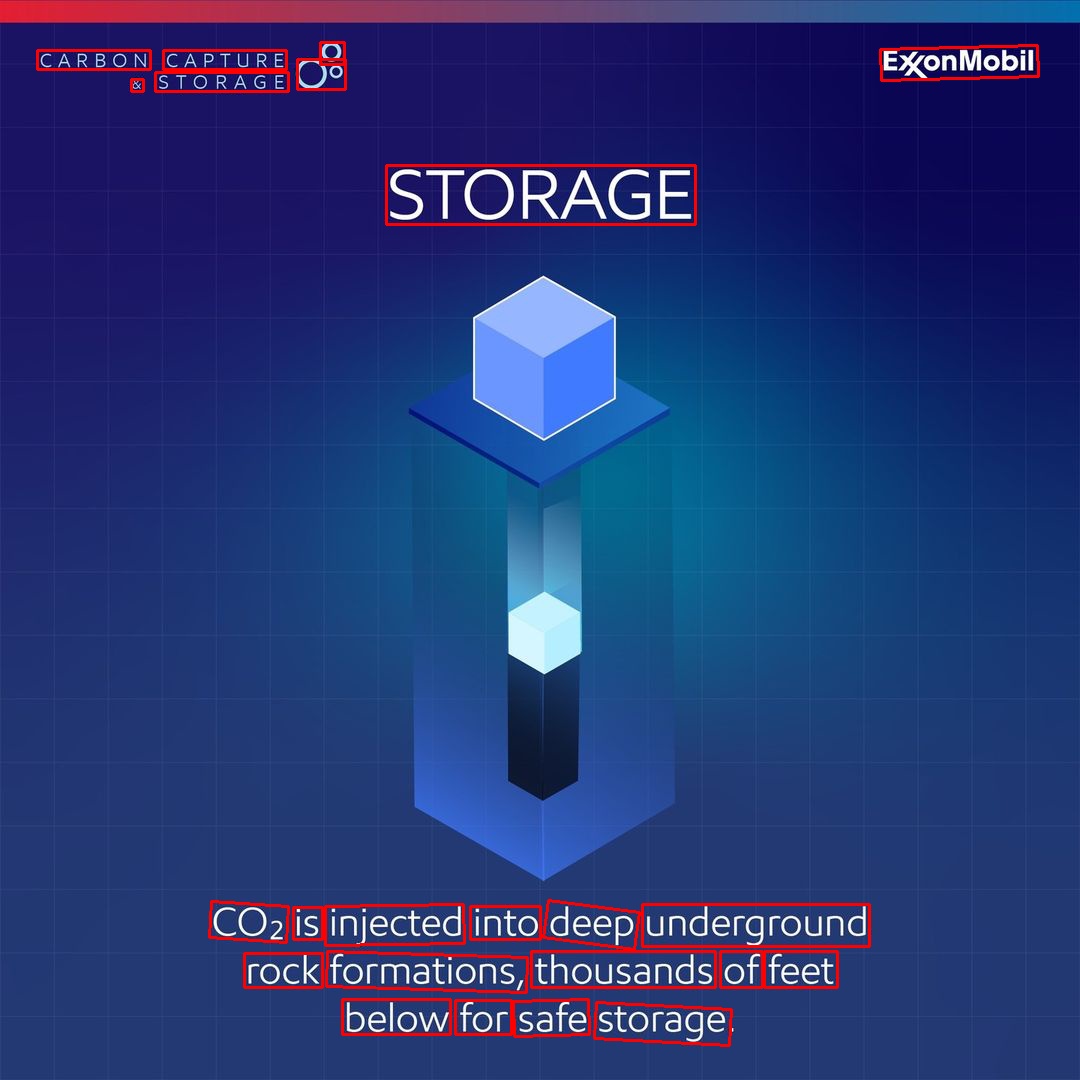 CARBON CAPTURE
& STORAGE
ExxonMobil
STORAGE
CO₂ is injected into deep underground
rock formations, thousands of feet
below for safe storage.